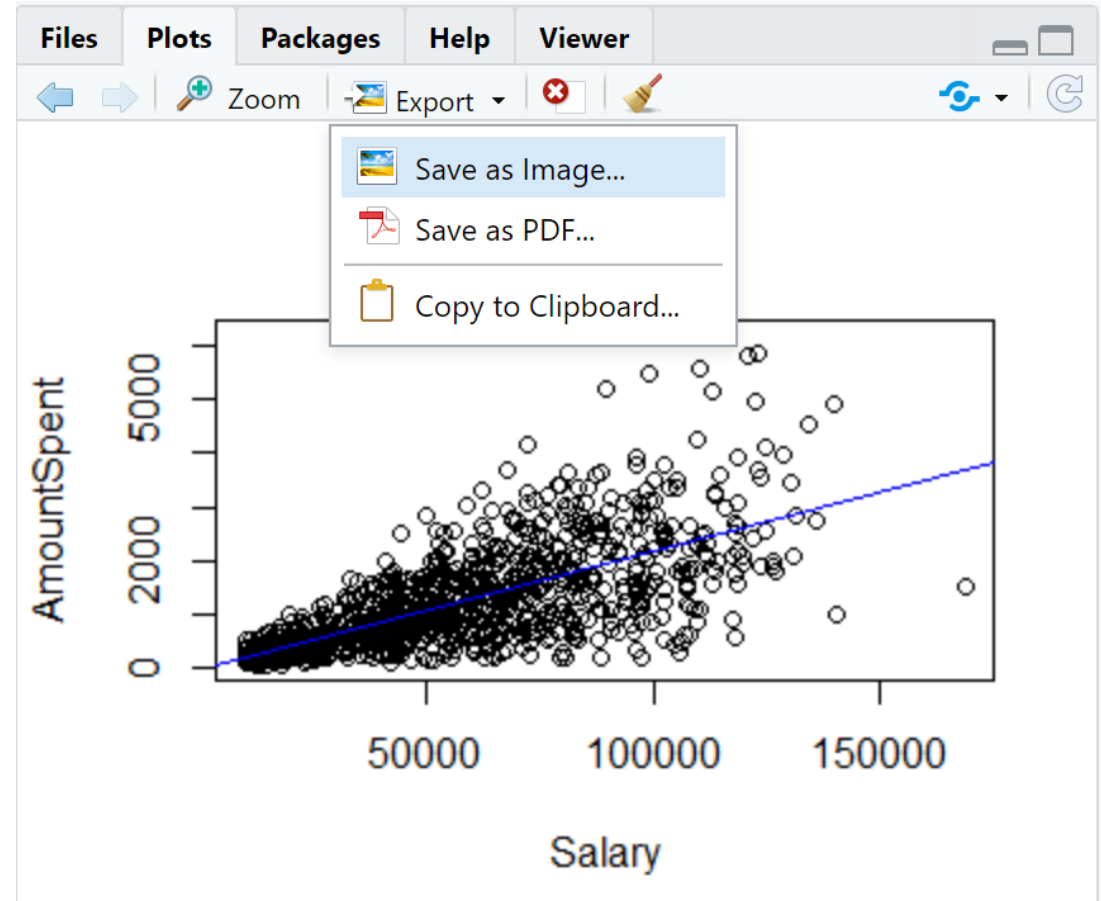 Files Plots Packages Help Viewer
Zoom Export
Save as Image...
Save as PDF...
Copy to Clipboard...
AmountSpent
5000
2000
0
50000 100000 150000
Salary